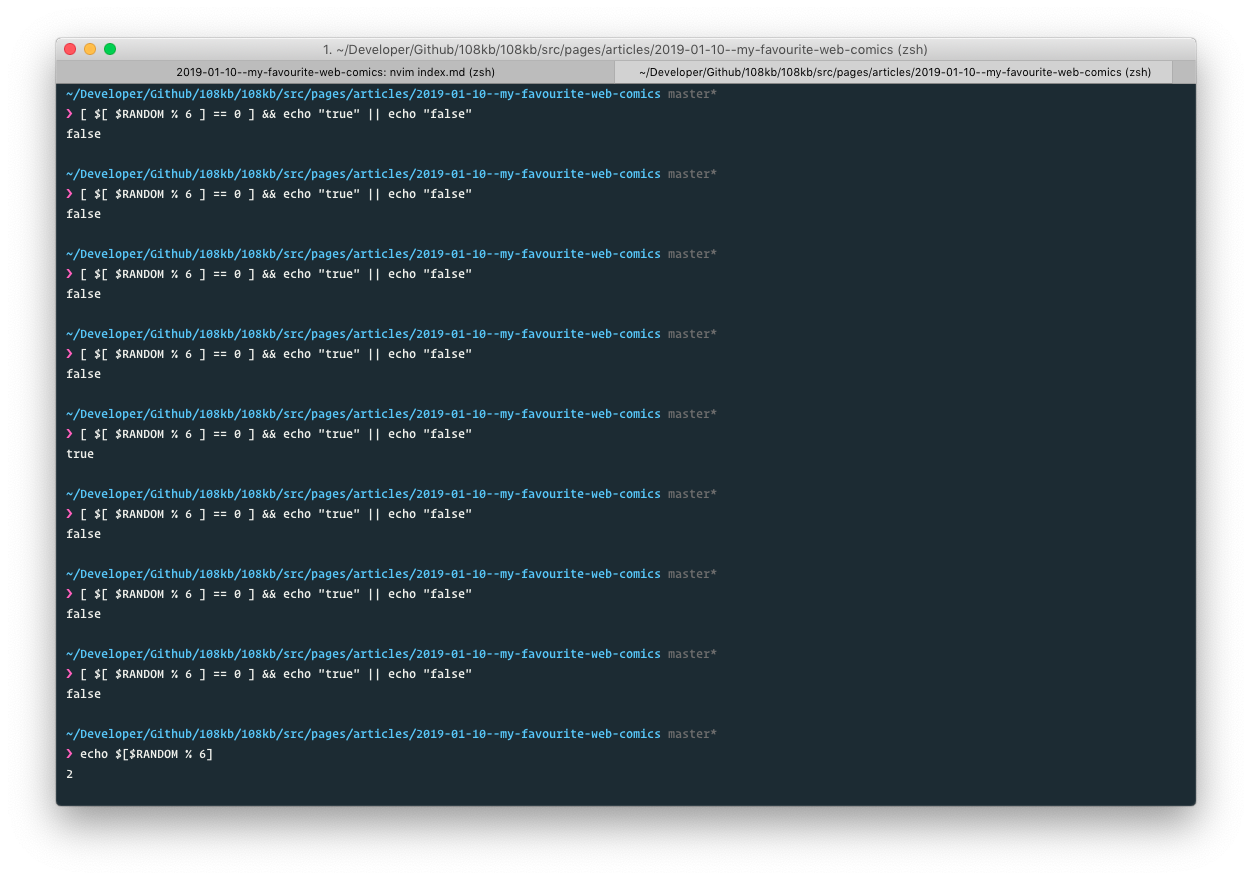 1. ~/Developer/Github/108kb/108kb/src/pages/articles/2019-01-10--my-favourite-web-comics (zsh)
2019-01-10--my-favourite-web-comics: nvim index.md (zsh)
~/Developer/Github/108kb/108kb/src/pages/articles/2019-01-10--my-favourite-web-comics (zsh)
~/Developer/Github/108kb/108kb/src/pages/articles/2019-01-10--my-favourite-web-comics master*
❯ [ $[ $RANDOM % 6 ] == 0 ] && echo "true" || echo "false"
false
~/Developer/Github/108kb/108kb/src/pages/articles/2019-01-10--my-favourite-web-comics master*
❯ [ $[ $RANDOM % 6 ] == 0 ] && echo "true" || echo "false"
false
~/Developer/Github/108kb/108kb/src/pages/articles/2019-01-10--my-favourite-web-comics master*
❯ [ $[ $RANDOM % 6 ] == 0 ] && echo "true" || echo "false"
false
~/Developer/Github/108kb/108kb/src/pages/articles/2019-01-10--my-favourite-web-comics master*
❯ [ $[ $RANDOM % 6 ] == 0 ] && echo "true" || echo "false"
false
~/Developer/Github/108kb/108kb/src/pages/articles/2019-01-10--my-favourite-web-comics master*
❯ [ $[ $RANDOM % 6 ] == 0 ] && echo "true" || echo "false"
true
~/Developer/Github/108kb/108kb/src/pages/articles/2019-01-10--my-favourite-web-comics master*
❯ [ $[ $RANDOM % 6 ] == 0 ] && echo "true" || echo "false"
false
~/Developer/Github/108kb/108kb/src/pages/articles/2019-01-10--my-favourite-web-comics master*
❯ [ $[ $RANDOM % 6 ] == 0 ] && echo "true" || echo "false"
false
~/Developer/Github/108kb/108kb/src/pages/articles/2019-01-10--my-favourite-web-comics master*
❯ [ $[ $RANDOM % 6 ] == 0 ] && echo "true" || echo "false"
false
~/Developer/Github/108kb/108kb/src/pages/articles/2019-01-10--my-favourite-web-comics master*
❯ echo $[$RANDOM % 6]
2